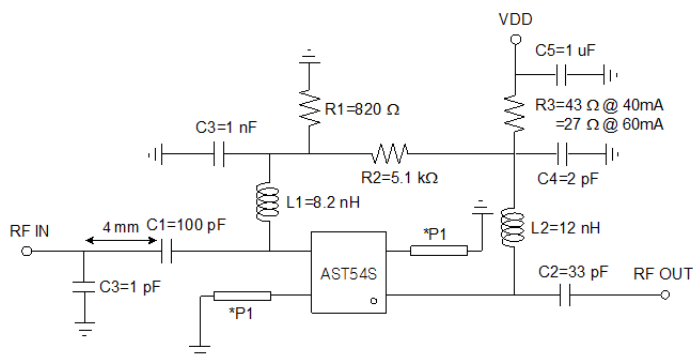 VDD
C5=1 uF
R1=820 Ω
R3=43 Ω @ 40mA
=27 Ω @ 60mA
C3=1 nF
R2=5.1 kΩ
C4=2 pF
L1=8.2 nH
RF IN
4 mm
C1=100 pF
*P1
L2=12 nH
AST54S
C2=33 pF
RF OUT
C3=1 pF
*P1